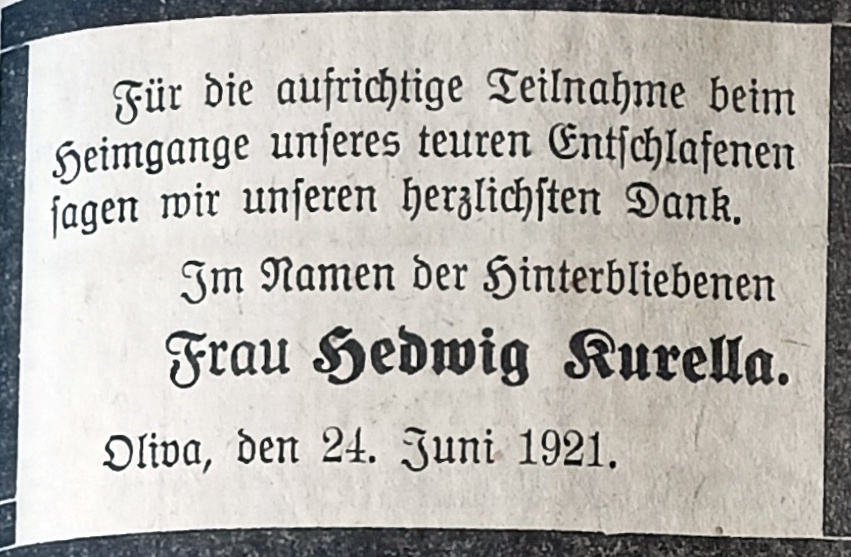 Für die aufrichtige Teilnahme beim
Heimgange unſeres teuren Entſchlafenen
ſagen wir unſeren herzlichſten Dank.
Im Namen der Hinterbliebenen
Frau Hedwig Kurella.
Oliva, den 24. Juni 1921.